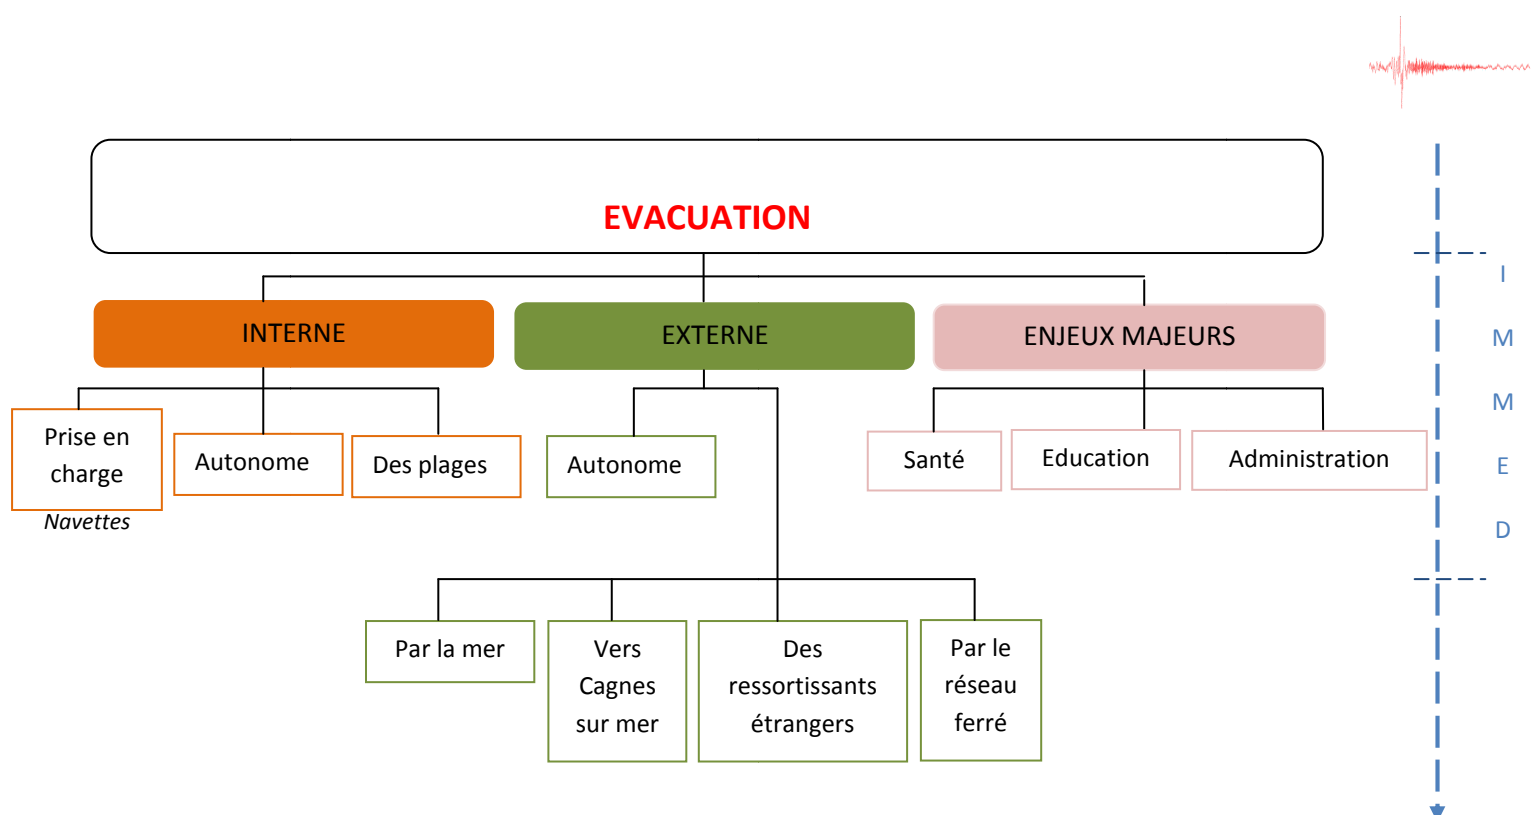 EVACUATION
INTERNE
EXTERNE
ENJEUX MAJEURS
Prise en
charge
Navettes
Autonome
Des plages
Autonome
Santé
Education
Administration
Par la mer
Vers
Cagnes
sur mer
Des
ressortissants
étrangers
Par le
réseau
ferré
I
M
M
E
D